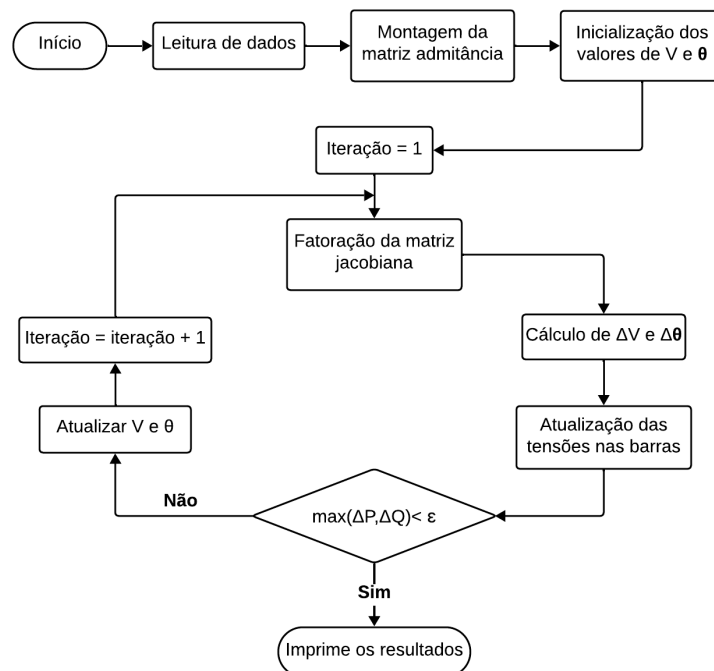 Início
Leitura de dados
Montagem da
matriz admitância
Inicialização dos
valores de V e θ
Iteração = 1
Fatoração da matriz
jacobiana
Cálculo de ΔV e Δθ
Atualização das
tensões nas barras
max(ΔP,ΔQ)< ε
Não
Atualizar V e θ
Iteração = iteração + 1
Sim
Imprime os resultados